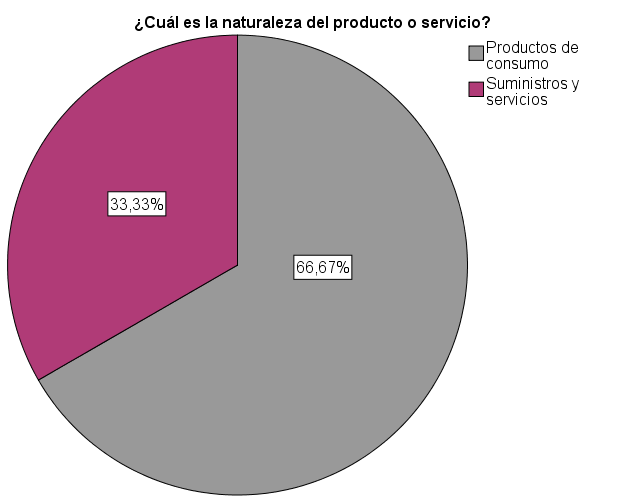 ¿Cuál es la naturaleza del producto o servicio?
Productos de
consumo
Suministros y
servicios
33,33%
66,67%